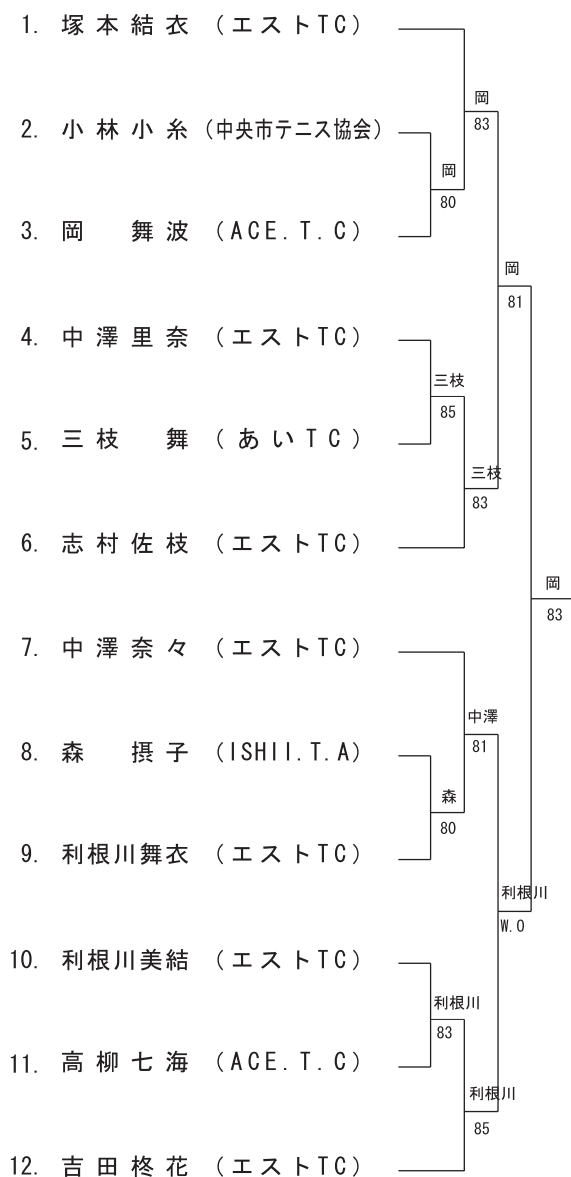 1. 塚本結衣 (エストTC)
岡
83
2. 小林小糸 (中央市テニス協会)
岡
80
3. 岡 舞波 (ACE.T.C)
岡
81
4. 中澤里奈 (エストTC)
三枝
85
5. 三枝 舞 (あいTC)
三枝
83
6. 志村佐枝 (エストTC)
岡
83
7. 中澤奈々 (エストTC)
中澤
81
8. 森 摂子 (ISHII.T.A)
森
80
9. 利根川舞衣 (エストTC)
利根川
W.O
10. 利根川美結 (エストTC)
利根川
83
11. 高柳七海 (ACE.T.C)
利根川
85
12. 吉田柊花 (エストTC)